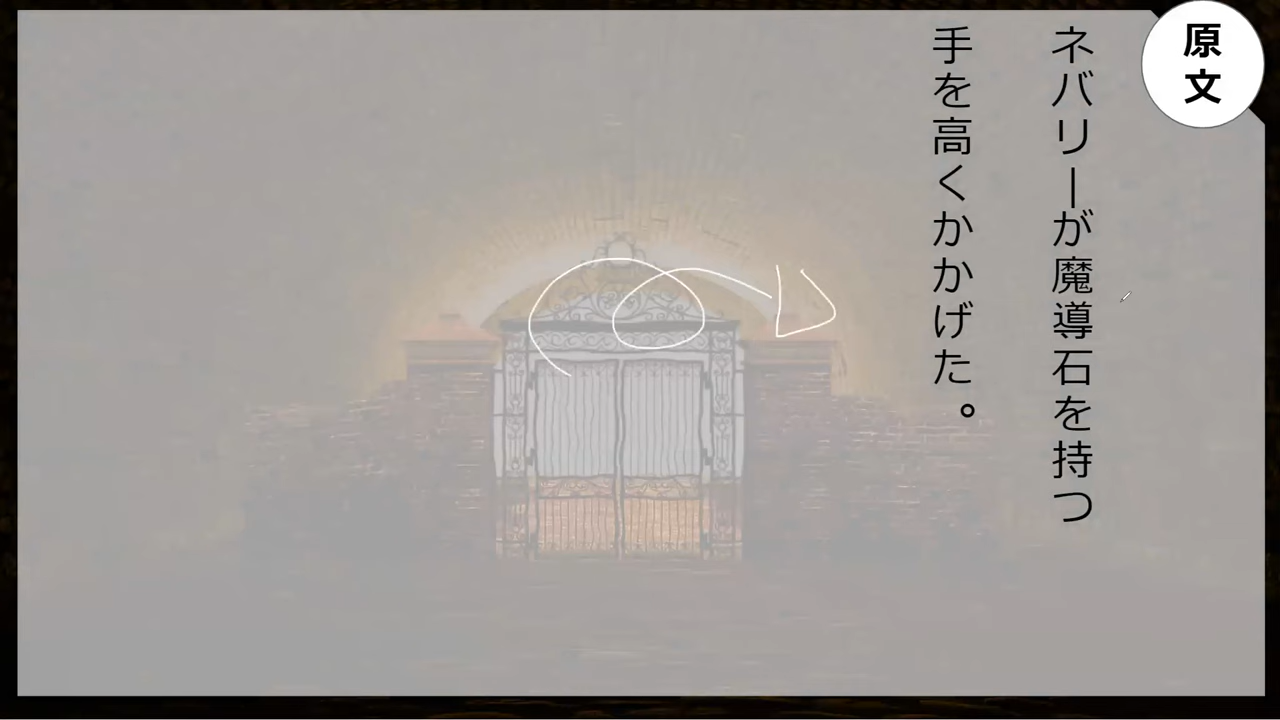 原文
ネバリーが魔導石を持つ
手を高くかかげた。